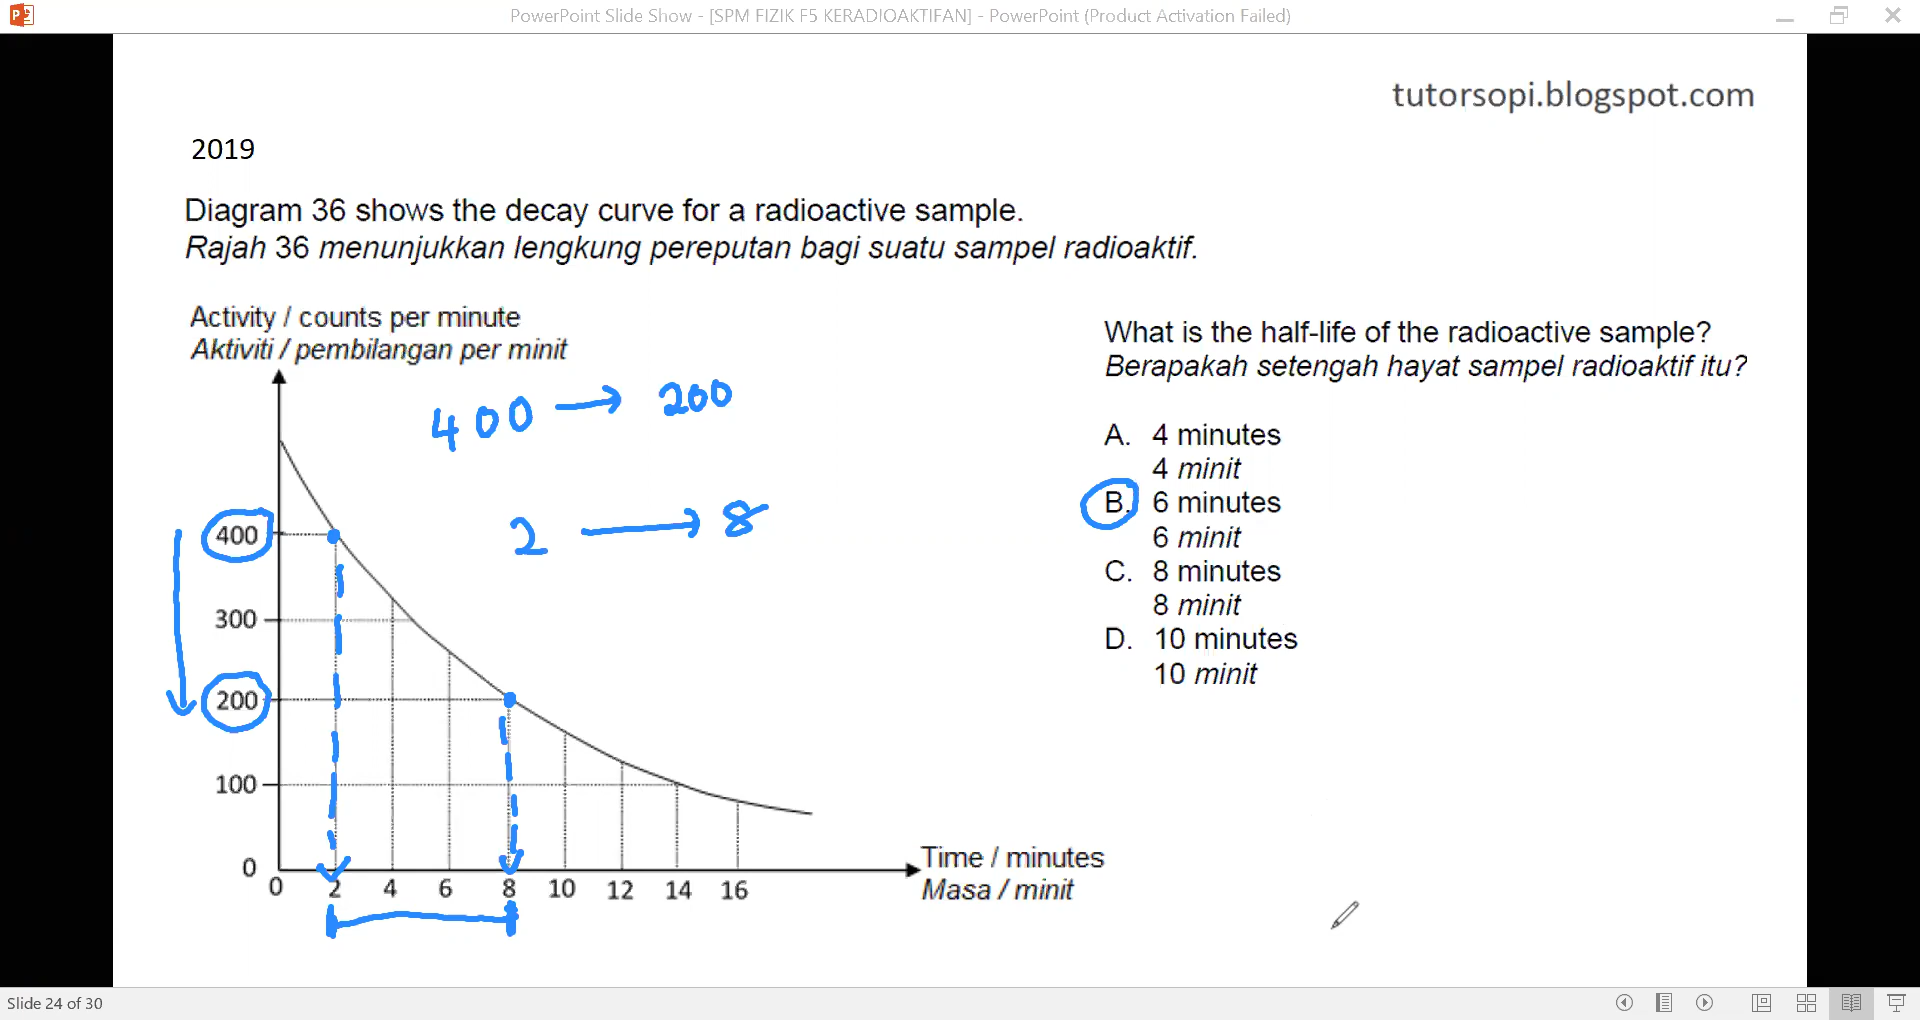 PowerPoint Slide Show - [SPM FIZIK F5 KERADIOAKTIFAN] - PowerPoint (Product Activation Failed)
tutorsopi.blogspot.com
2019
Diagram 36 shows the decay curve for a radioactive sample.
Rajah 36 menunjukkan lengkung pereputan bagi suatu sampel radioaktif.
Activity / counts per minute
Aktiviti / pembilangan per minit
400 → 200
2 → 8
400
300
200
100
0
0 2 4 6 8 10 12 14 16
Time / minutes
Masa / minit
What is the half-life of the radioactive sample?
Berapakah setengah hayat sampel radioaktif itu?
A. 4 minutes
4 minit
B. 6 minutes
6 minit
C. 8 minutes
8 minit
D. 10 minutes
10 minit
Slide 24 of 30